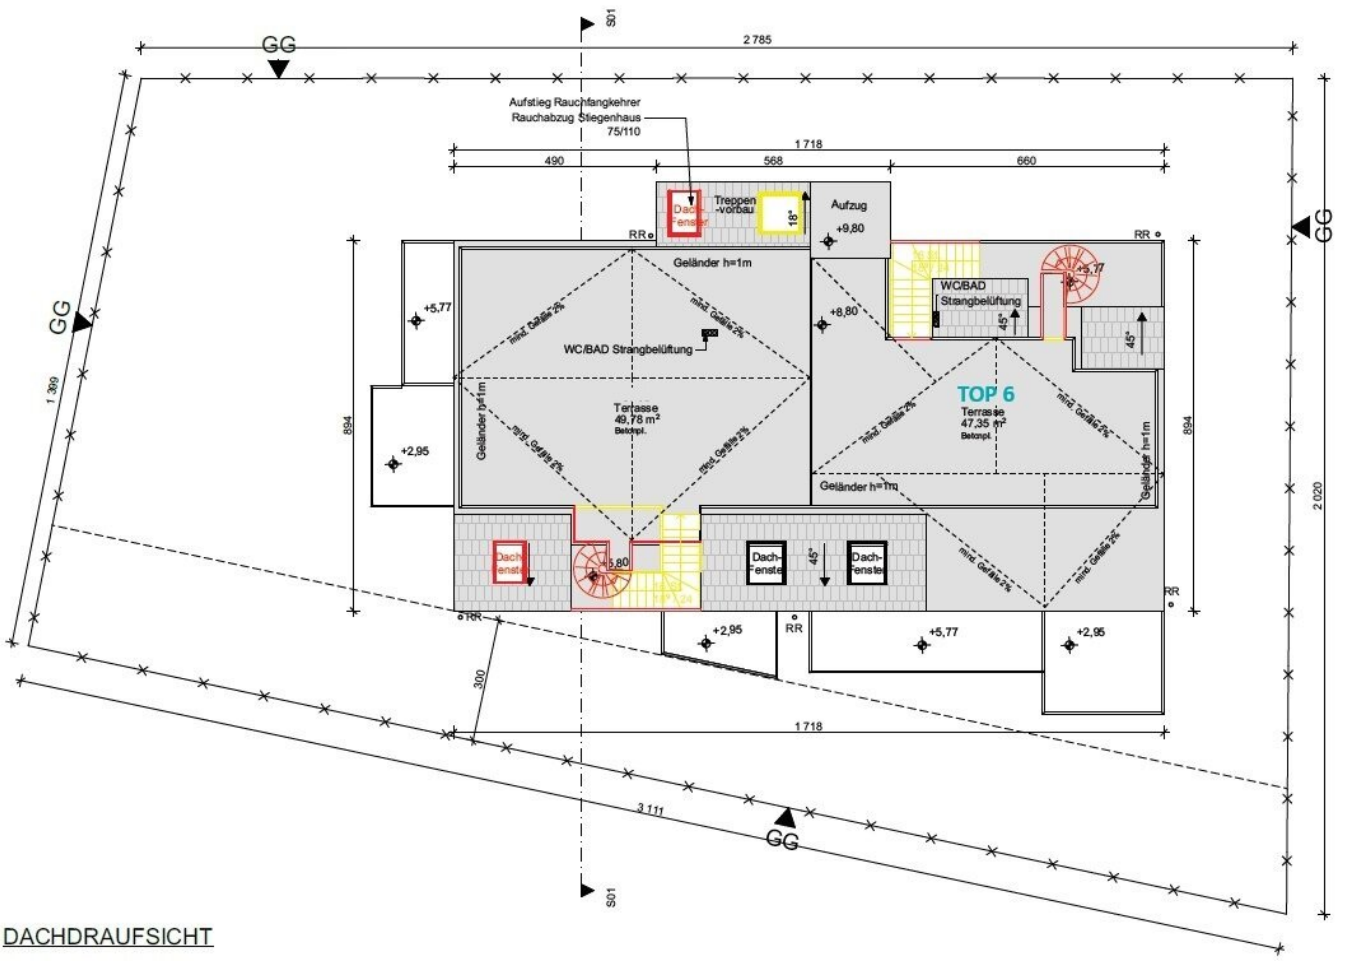 S01
GG
2 785
Aufstieg Rauchfangkehrer
Rauchabzug Stiegenhaus
75/110
1 718
490
568
660
Dach-
Fenster
Treppen
-vorbau
18°
Aufzug
+9,80
GG
RR
RR
Geländer h=1m
+5,77
WC/BAD
Strangbelüftung
45°
45°
+5,77
mind. Gefälle 2%
mind. Gefälle 2%
+8,80
GG
WC/BAD Strangbelüftung
1 399
894
Geländer h=1m
Terrasse
49,78 m²
Betonpl.
TOP 6
Terrasse
47,35 m²
Betonpl.
mind. Gefälle 2%
mind. Gefälle 2%
Geländer h=1m
894
2 020
+2,95
mind. Gefälle 2%
mind. Gefälle 2%
Geländer h=1m
Dach-
Fenster
+5,80
Dach-
Fenster
45°
Dach-
Fenster
mind. Gefälle 2%
mind. Gefälle 2%
RR
RR
RR
+2,95
+5,77
+2,95
300
1 718
3 111
GG
S01
DACHDRAUFSICHT